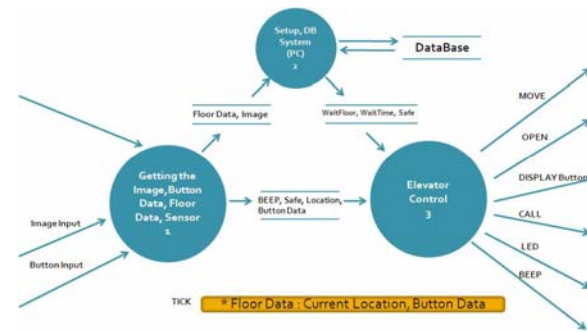 Setup, DB
System
(PC)
2
DataBase
Floor Data, Image
WaitFloor, WaitTime, Safe
MOVE
OPEN
DISPLAY Button
CALL
LED
BEEP
Getting the
Image, Button
Data, Floor
Data, Sensor
1
BEEP, Safe, Location,
Button Data
Elevator
Control
3
Image Input
Button Input
TICK
* Floor Data : Current Location, Button Data